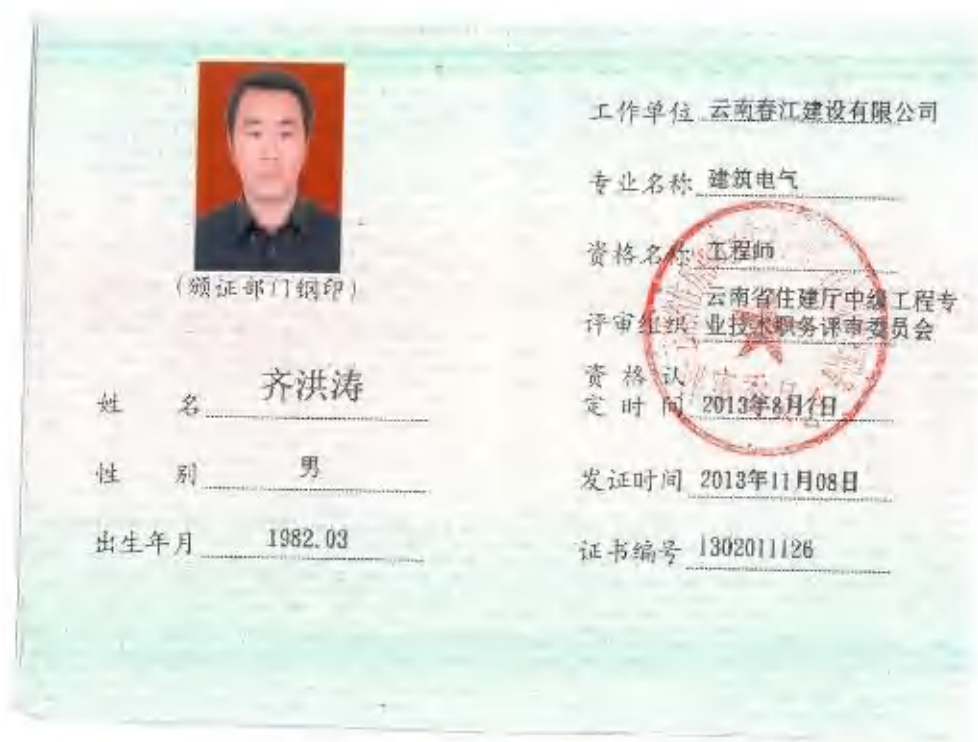 (颁证部门钢印)
姓 名 齐洪涛
性 别 男
出生年月 1982.03
工作单位 云南春江建设有限公司
专业名称 建筑电气
资格名称 工程师
评审组织 云南省住建厅中级工程专
业技术职务评审委员会
资格认
定时间 2013年8月7日
发证时间 2013年11月08日
证书编号 1302011126